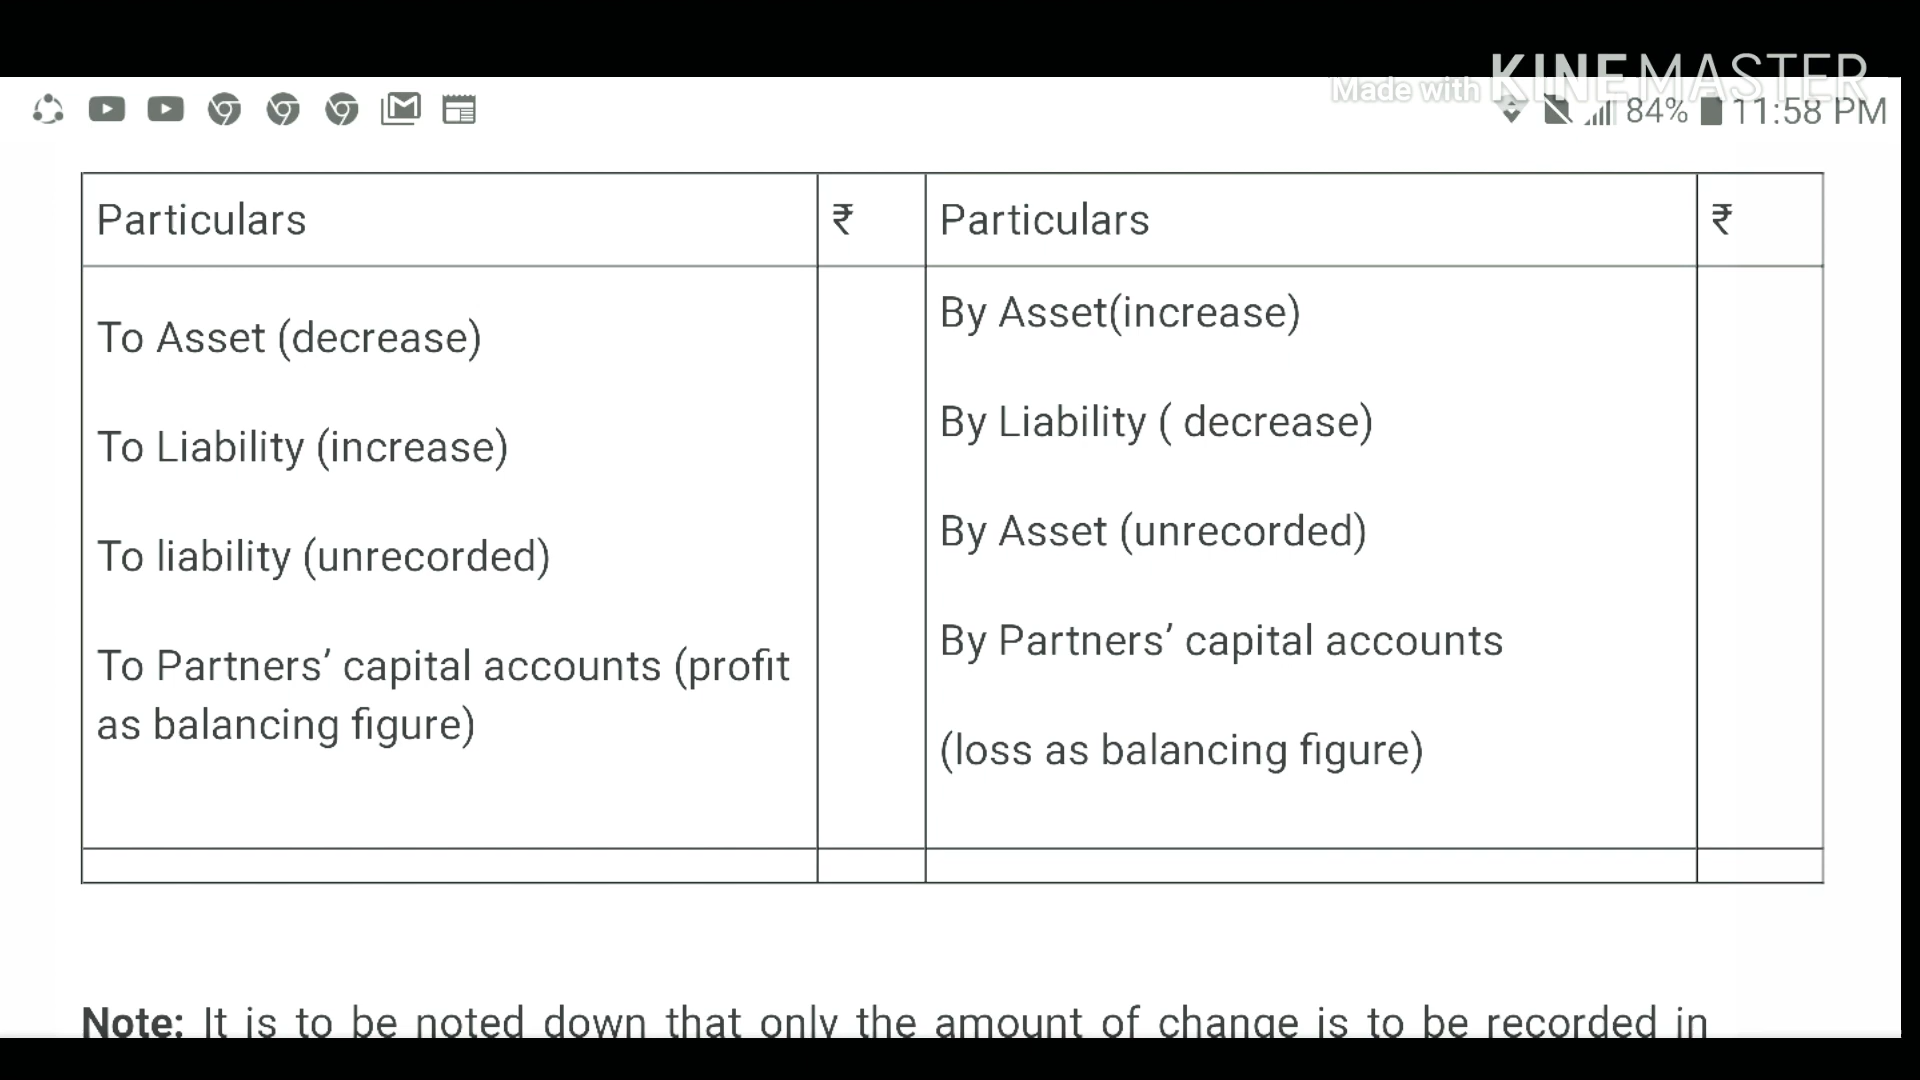 Made with KINEMASTER
84% 11:58 PM
Particulars ₹ Particulars ₹
To Asset (decrease)
To Liability (increase)
To liability (unrecorded)
To Partners’ capital accounts (profit
as balancing figure)
By Asset(increase)
By Liability ( decrease)
By Asset (unrecorded)
By Partners’ capital accounts
(loss as balancing figure)
Note: It is to be noted down that only the amount of change is to be recorded in